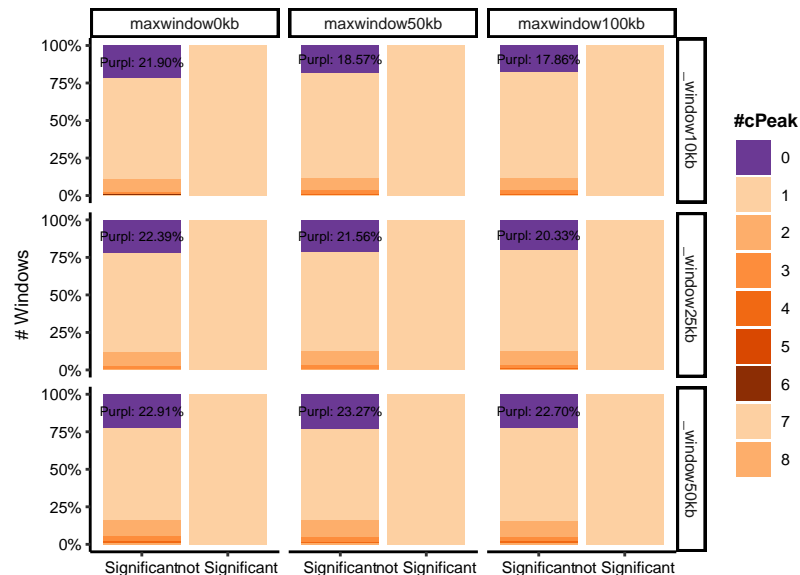 maxwindow0kb
maxwindow50kb
maxwindow100kb
100%
75%
50%
25%
0%
Purpl: 21.90%
Purpl: 18.57%
Purpl: 17.86%
_window10kb
100%
75%
50%
25%
0%
Purpl: 22.39%
Purpl: 21.56%
Purpl: 20.33%
_window25kb
100%
75%
50%
25%
0%
Purpl: 22.91%
Purpl: 23.27%
Purpl: 22.70%
_window50kb
# Windows
Significantnot Significant
Significantnot Significant
Significantnot Significant
#cPeak
0
1
2
3
4
5
6
7
8